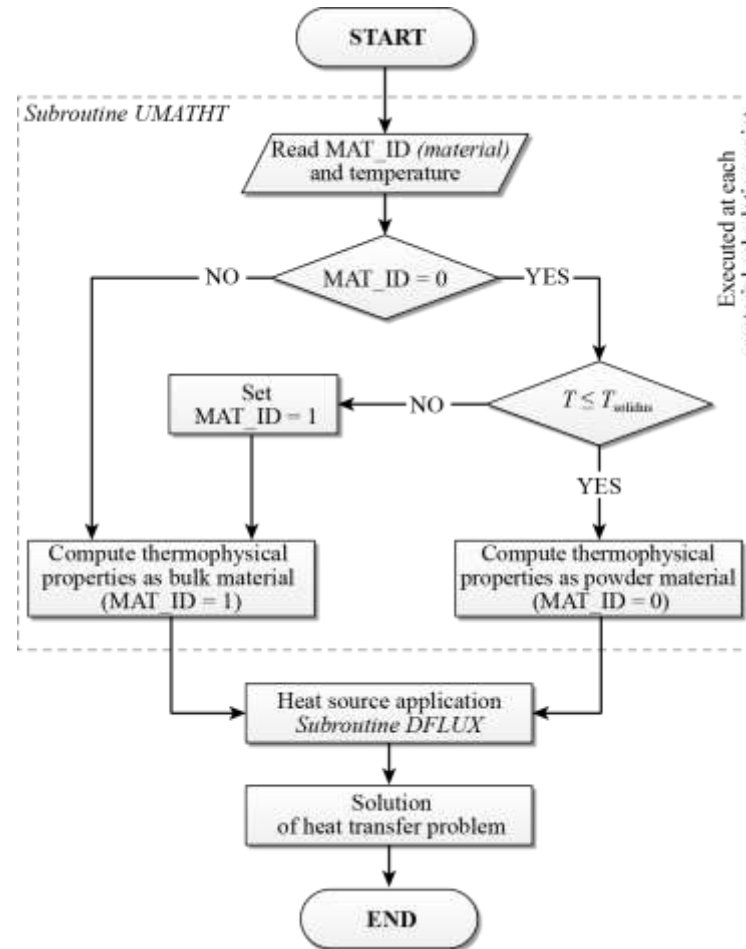 START
Subroutine UMATHT
Read MAT_ID (material)
and temperature
Executed at each
NO
MAT_ID = 0
YES
Set
MAT_ID = 1
NO
T ≤ Tsolidus
YES
Compute thermophysical
properties as bulk material
(MAT_ID = 1)
Compute thermophysical
properties as powder material
(MAT_ID = 0)
Heat source application
Subroutine DFLUX
Solution
of heat transfer problem
END